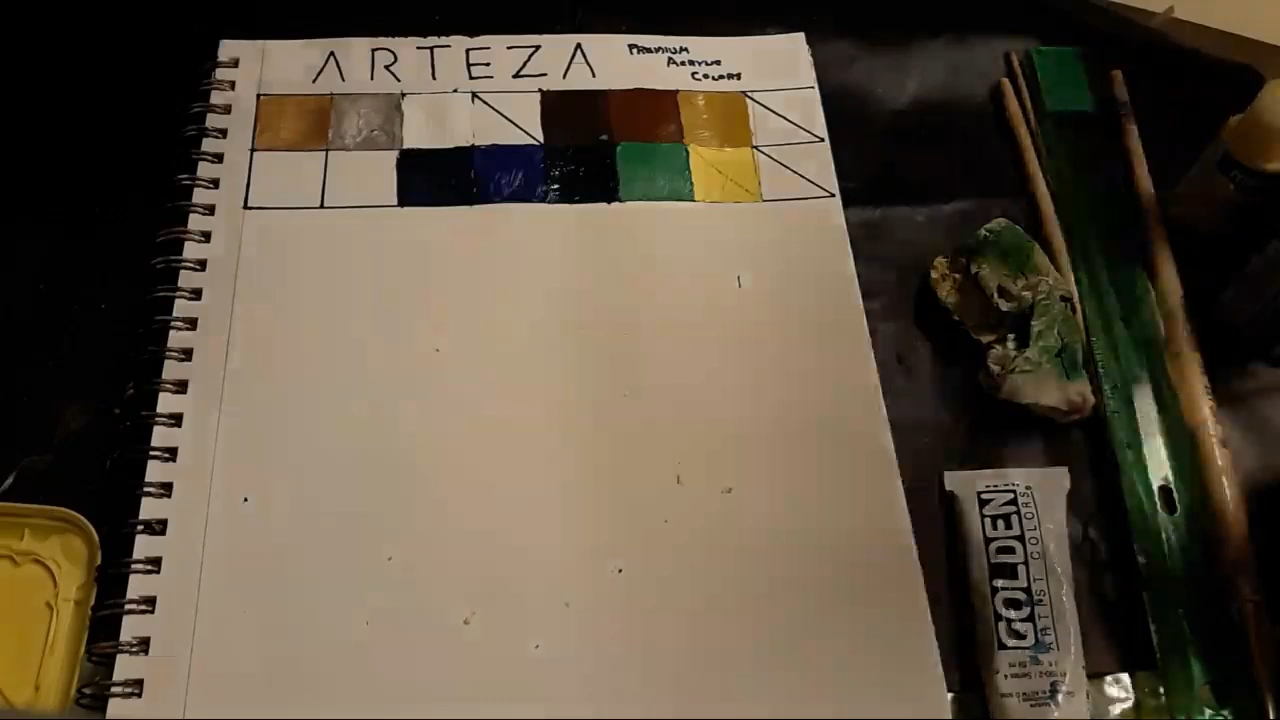 ARTEZA
PREMIUM
ACRYLIC
COLORS
GOLDEN
ARTIST COLORS